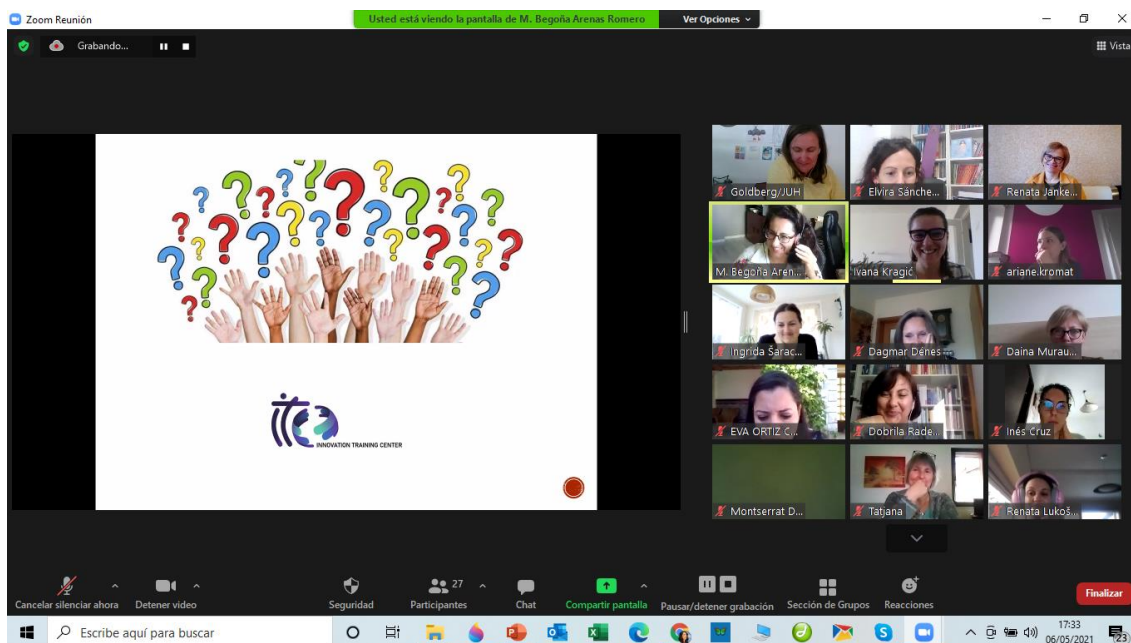 Zoom Reunión
Usted está viendo la pantalla de M. Begoña Arenas Romero
Ver Opciones
Grabando...
Vista
Goldberg/JUH
Elvira Sánche...
Renata Janke...
M. Begoña Aren...
Ivana Kragić
ariane.kromat
Ingrida Šarac...
Dagmar Dénes
Daina Murau...
EVA ORTIZ C...
Dobrila Rade...
Inés Cruz
Montserrat D...
Tatjana
Renata Lukoš...
INNOVATION TRAINING CENTER
Cancelar silenciar ahora
Detener video
Seguridad
27
Participantes
Chat
Compartir pantalla
Pausar/detener grabación
Sección de Grupos
Reacciones
Finalizar
Escribe aquí para buscar
17:33
06/05/2021
23